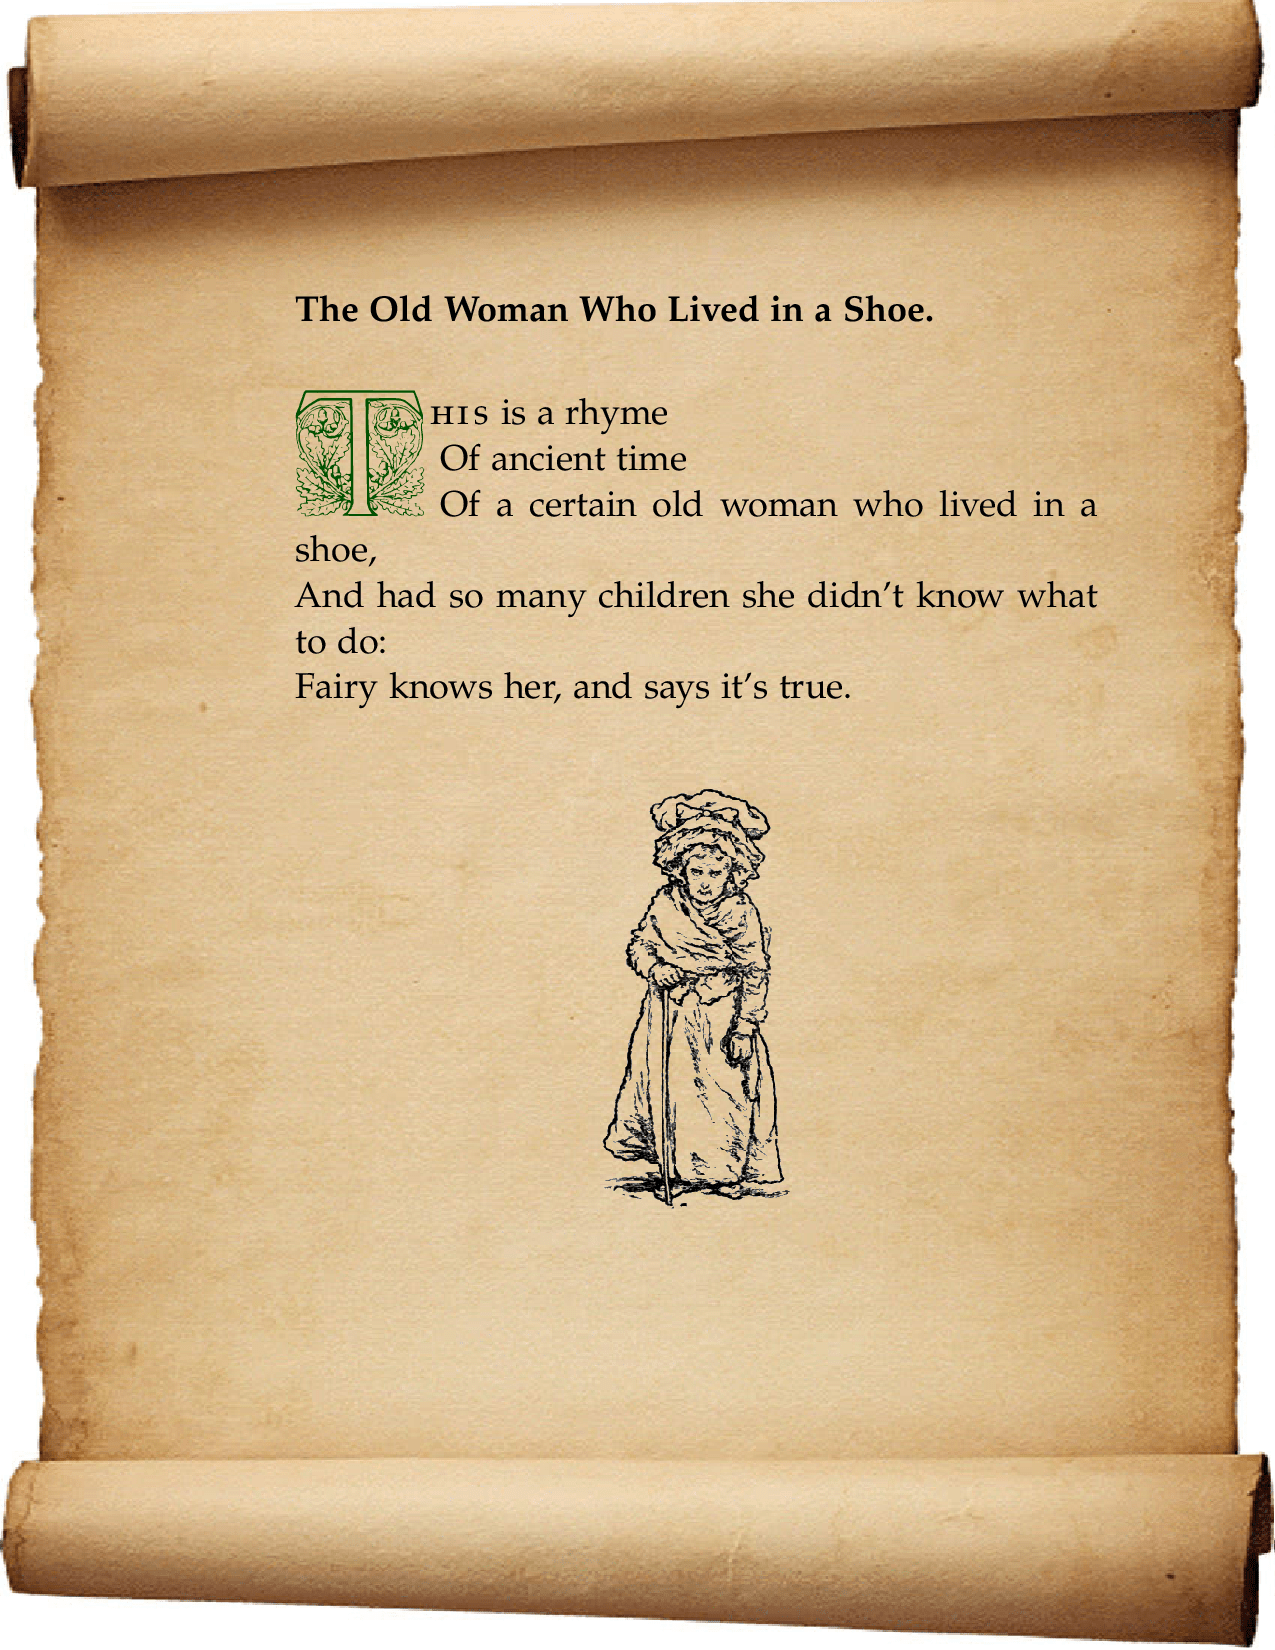 The Old Woman Who Lived in a Shoe.
THIS is a rhyme
Of ancient time
Of a certain old woman who lived in a
shoe,
And had so many children she didn’t know what
to do:
Fairy knows her, and says it’s true.